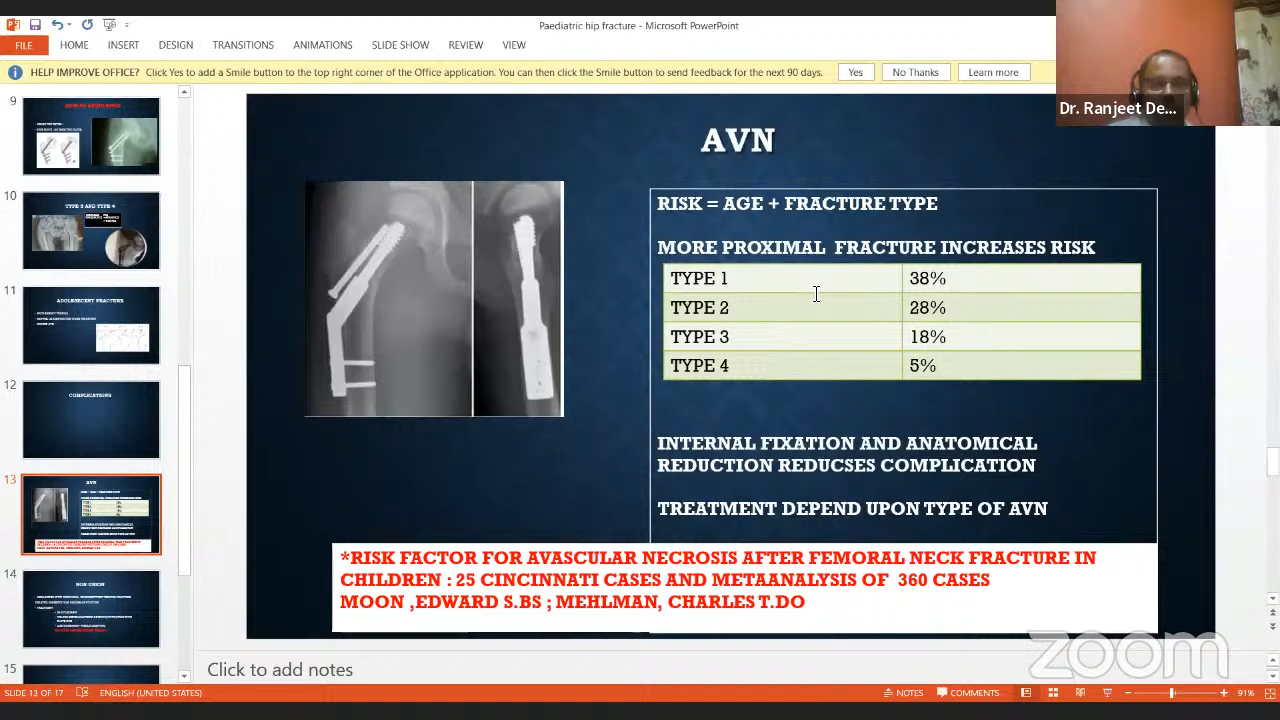 Paediatric hip fracture - Microsoft PowerPoint
FILE HOME INSERT DESIGN TRANSITIONS ANIMATIONS SLIDE SHOW REVIEW VIEW
HELP IMPROVE OFFICE? Click Yes to add a Smile button to the top right corner of the Office application. You can then click the Smile button to send feedback for the next 90 days. Yes No Thanks Learn more
Dr. Ranjeet De...
9
10
TYPE 3 AND TYPE 4
11
ADOLESCENT FRACTURE
12
COMPLICATIONS
13
AVN
14
NON UNION
15
AVN
RISK = AGE + FRACTURE TYPE
MORE PROXIMAL FRACTURE INCREASES RISK
TYPE 1 38%
TYPE 2 28%
TYPE 3 18%
TYPE 4 5%
INTERNAL FIXATION AND ANATOMICAL
REDUCTION REDUCSES COMPLICATION
TREATMENT DEPEND UPON TYPE OF AVN
*RISK FACTOR FOR AVASCULAR NECROSIS AFTER FEMORAL NECK FRACTURE IN
CHILDREN : 25 CINCINNATI CASES AND METAANALYSIS OF 360 CASES
MOON ,EDWARD S.BS ; MEHLMAN, CHARLES T.DO
zoom
Click to add notes
SLIDE 13 OF 17 ENGLISH (UNITED STATES) NOTES COMMENTS 91%